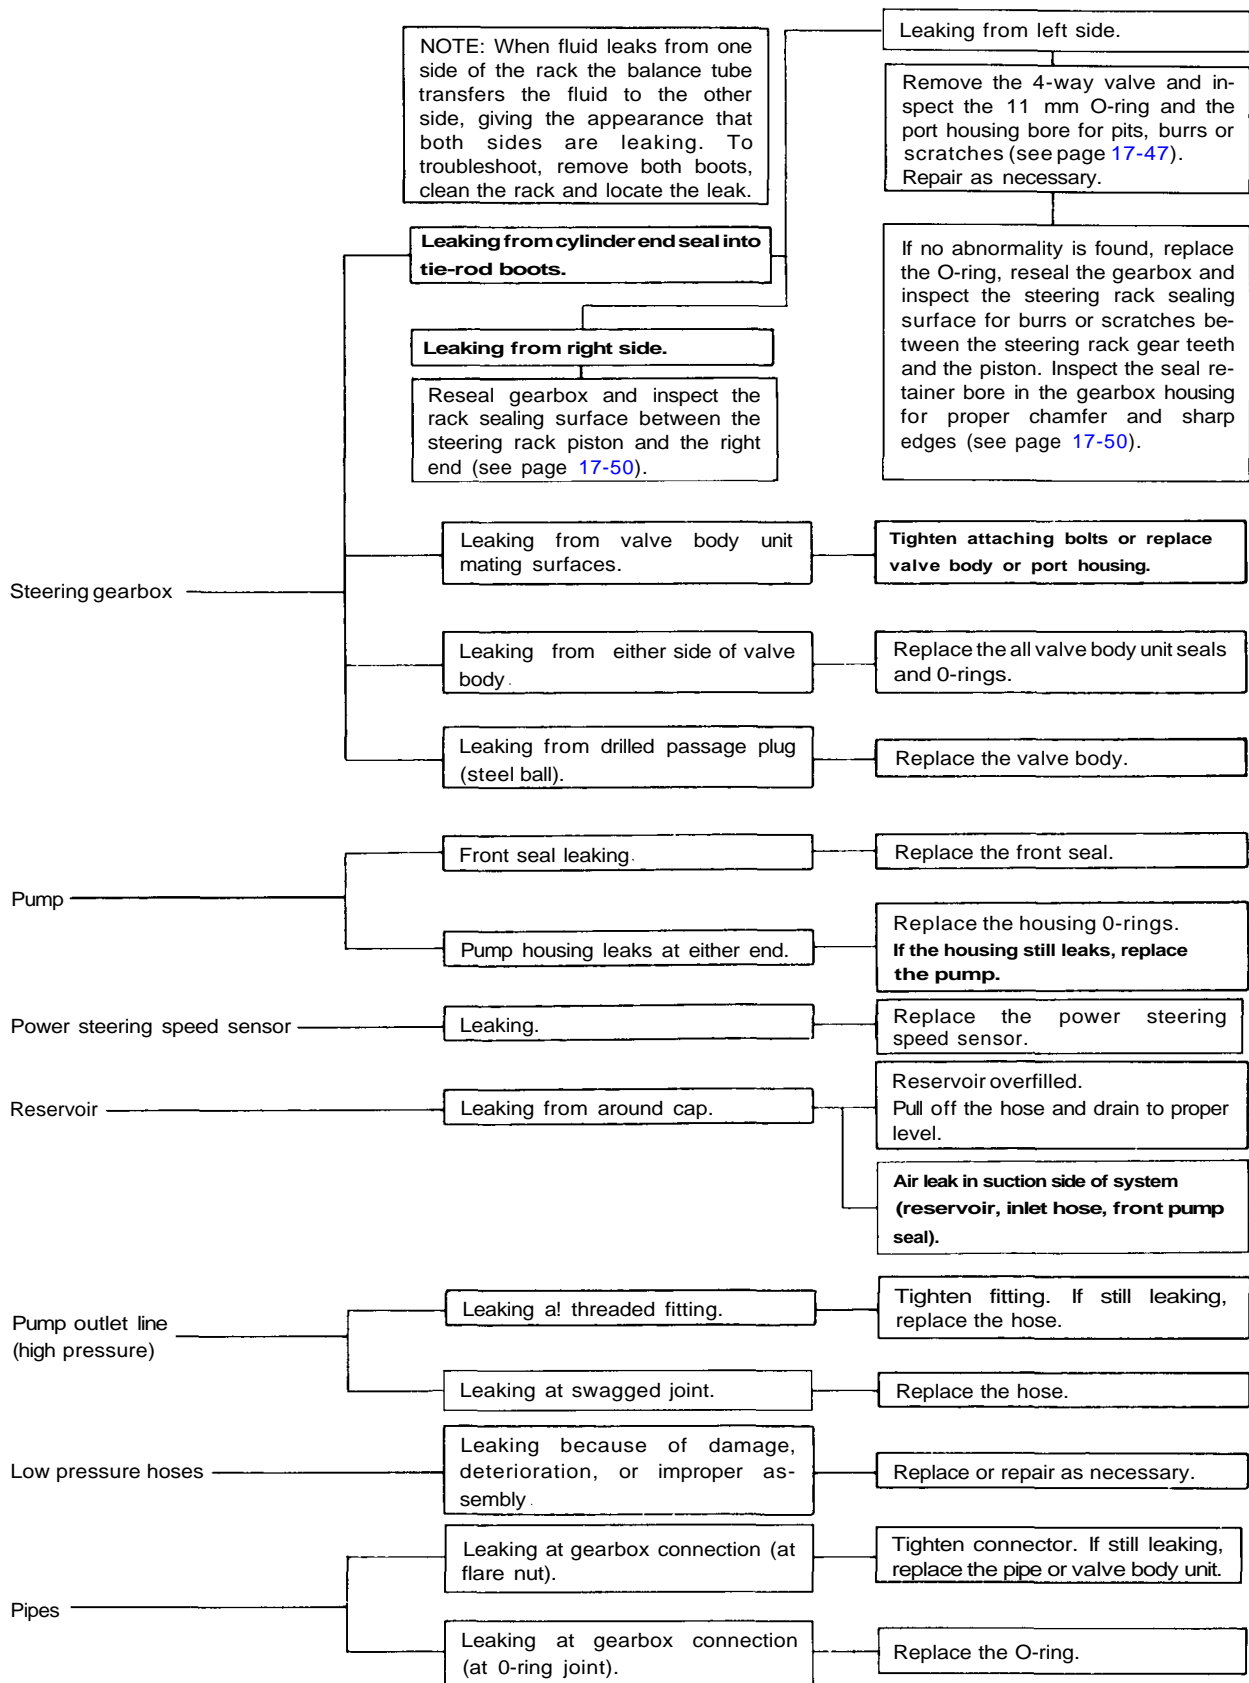 NOTE: When fluid leaks from one
side of the rack the balance tube
transfers the fluid to the other
side, giving the appearance that
both sides are leaking. To
troubleshoot, remove both boots,
clean the rack and locate the leak.
Leaking from left side.
Remove the 4-way valve and in-
spect the 11 mm O-ring and the
port housing bore for pits, burrs or
scratches (see page 17-47).
Repair as necessary.
If no abnormality is found, replace
the O-ring, reseal the gearbox and
inspect the steering rack sealing
surface for burrs or scratches be-
tween the steering rack gear teeth
and the piston. Inspect the seal re-
tainer bore in the gearbox housing
for proper chamfer and sharp
edges (see page 17-50).
Leaking from cylinder end seal into
tie-rod boots.
Leaking from right side.
Reseal gearbox and inspect the
rack sealing surface between the
steering rack piston and the right
end (see page 17-50).
Steering gearbox
Leaking from valve body unit
mating surfaces.
Tighten attaching bolts or replace
valve body or port housing.
Leaking from either side of valve
body.
Replace the all valve body unit seals
and 0-rings.
Leaking from drilled passage plug
(steel ball).
Replace the valve body.
Pump
Front seal leaking.
Replace the front seal.
Pump housing leaks at either end.
Replace the housing 0-rings.
If the housing still leaks, replace
the pump.
Power steering speed sensor
Leaking.
Replace the power steering
speed sensor.
Reservoir
Leaking from around cap.
Reservoir overfilled.
Pull off the hose and drain to proper
level.
Air leak in suction side of system
(reservoir, inlet hose, front pump
seal).
Pump outlet line
(high pressure)
Leaking a! threaded fitting.
Tighten fitting. If still leaking,
replace the hose.
Leaking at swagged joint.
Replace the hose.
Low pressure hoses
Leaking because of damage,
deterioration, or improper as-
sembly.
Replace or repair as necessary.
Pipes
Leaking at gearbox connection (at
flare nut).
Tighten connector. If still leaking,
replace the pipe or valve body unit.
Leaking at gearbox connection
(at 0-ring joint).
Replace the O-ring.